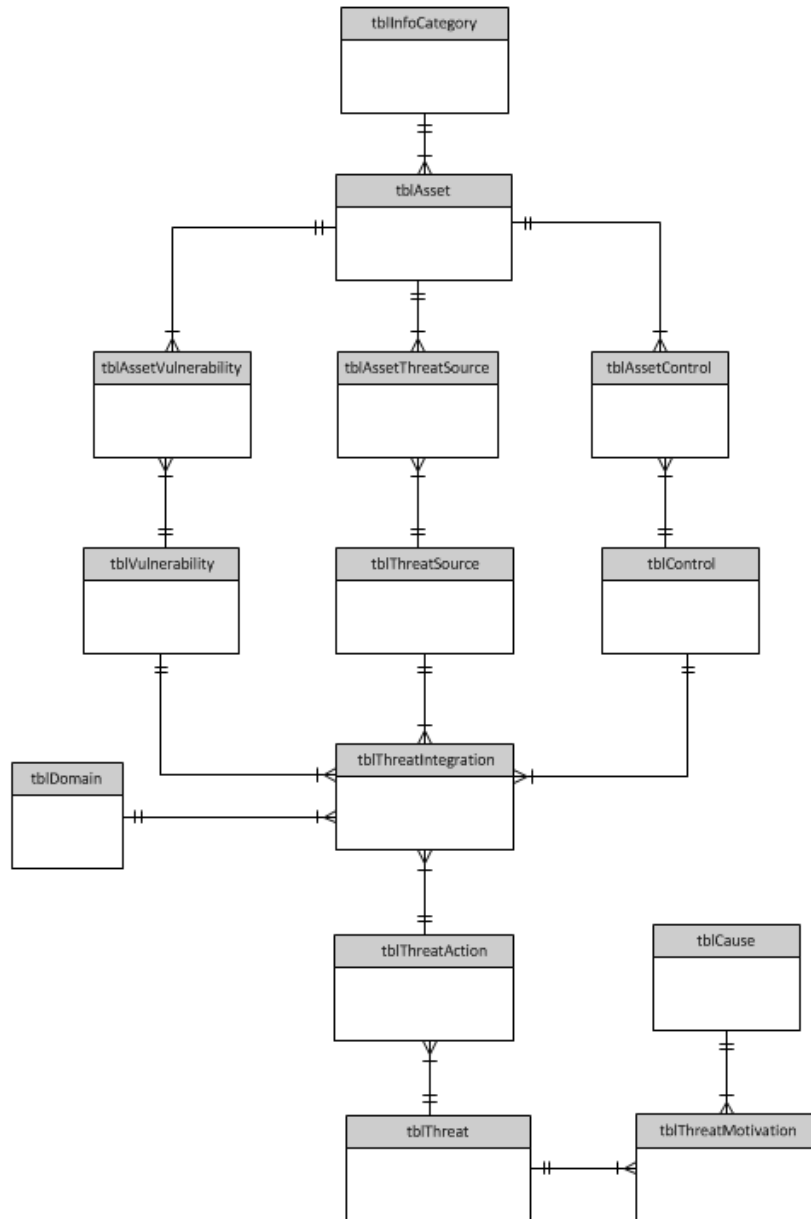 tblInfoCategory
tblAsset
tblAssetVulnerability
tblAssetThreatSource
tblAssetControl
tblVulnerability
tblThreatSource
tblControl
tblThreatIntegration
tblDomain
tblThreatAction
tblCause
tblThreat
tblThreatMotivation